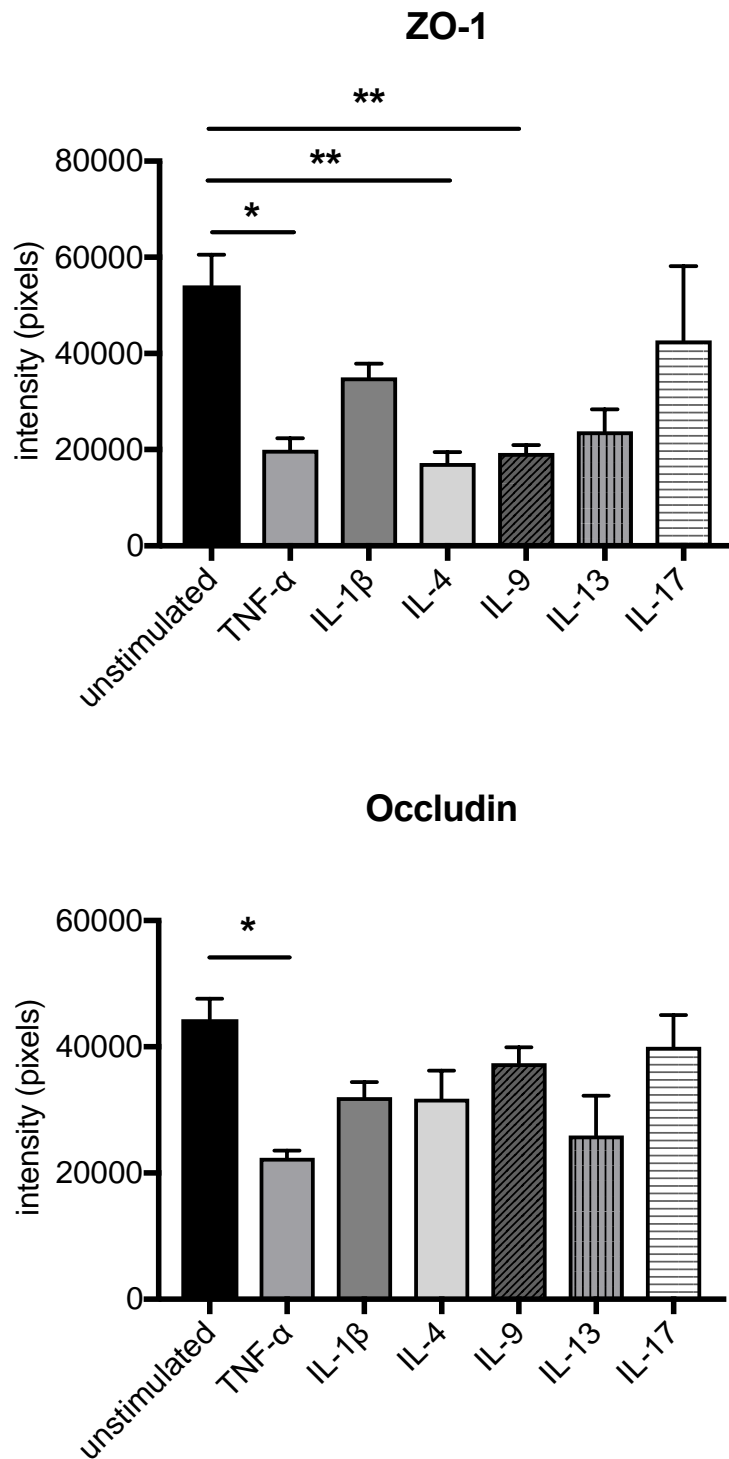 ZO-1
**
**
*
80000
60000
40000
20000
0
intensity (pixels)
unstimulated
TNF-α
IL-1β
IL-4
IL-9
IL-13
IL-17
Occludin
*
60000
40000
20000
0
intensity (pixels)
unstimulated
TNF-α
IL-1β
IL-4
IL-9
IL-13
IL-17